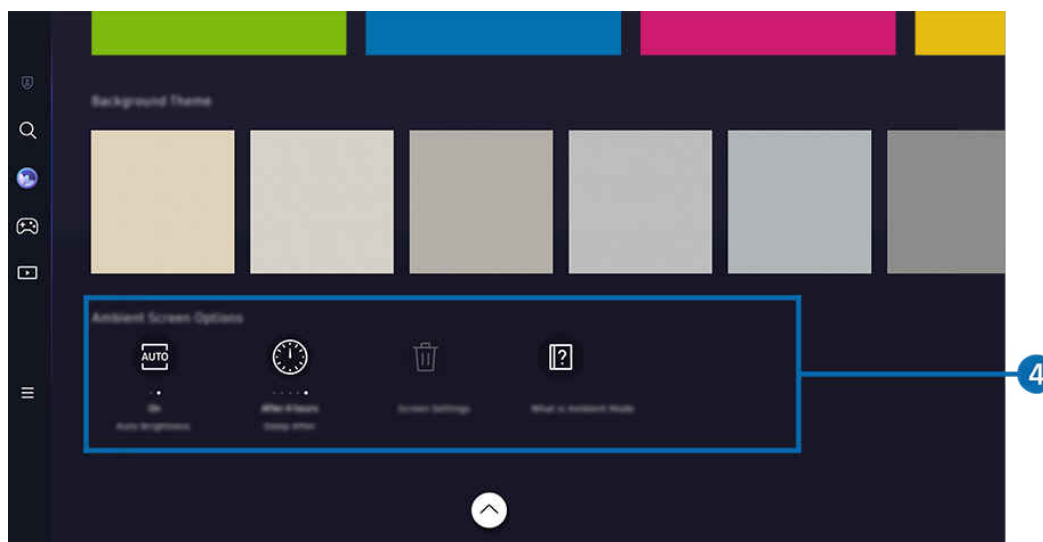 Background Theme
Ambient Screen Options
AUTO
?
4
On
After 4 hours
Screen Settings
What is Ambient Mode
Auto Brightness
Sleep After